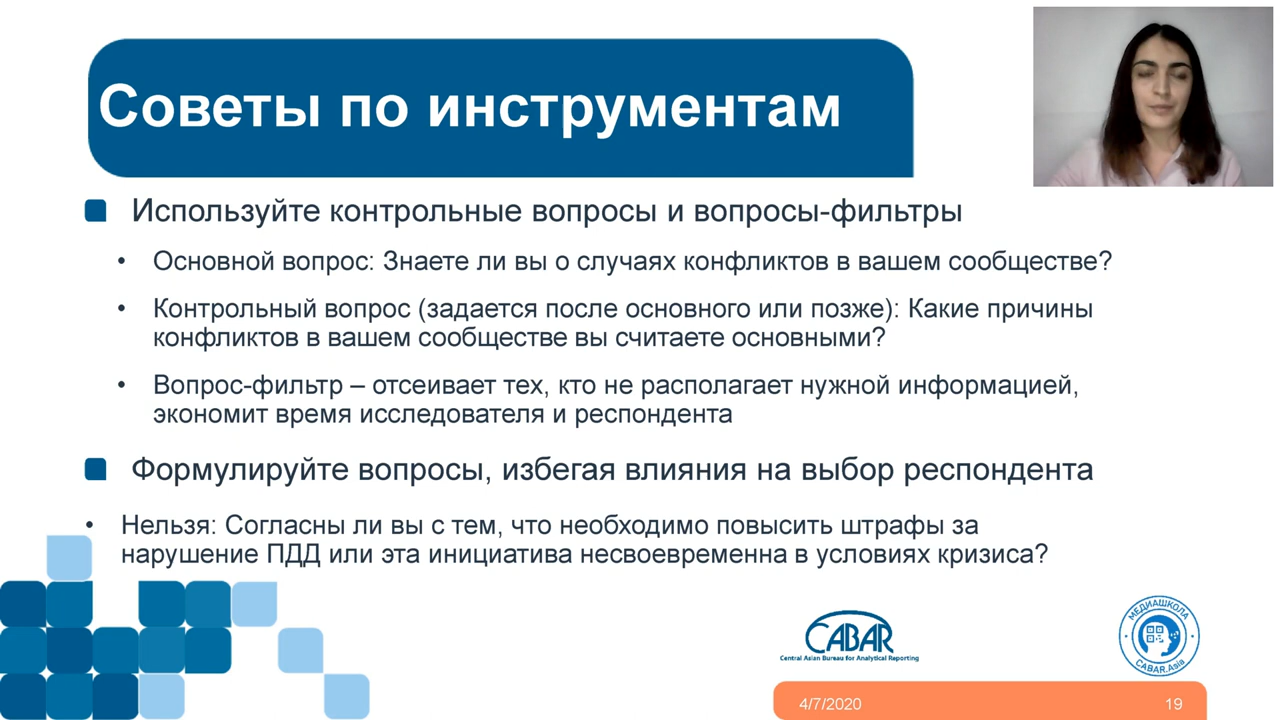 Советы по инструментам
Используйте контрольные вопросы и вопросы-фильтры
• Основной вопрос: Знаете ли вы о случаях конфликтов в вашем сообществе?
• Контрольный вопрос (задается после основного или позже): Какие причины
конфликтов в вашем сообществе вы считаете основными?
• Вопрос-фильтр – отсеивает тех, кто не располагает нужной информацией,
экономит время исследователя и респондента
Формулируйте вопросы, избегая влияния на выбор респондента
• Нельзя: Согласны ли вы с тем, что необходимо повысить штрафы за
нарушение ПДД или эта инициатива несвоевременна в условиях кризиса?
CABAR
Central Asian Bureau for Analytical Reporting
МЕДИАШКОЛА
CABAR.Asia
4/7/2020
19